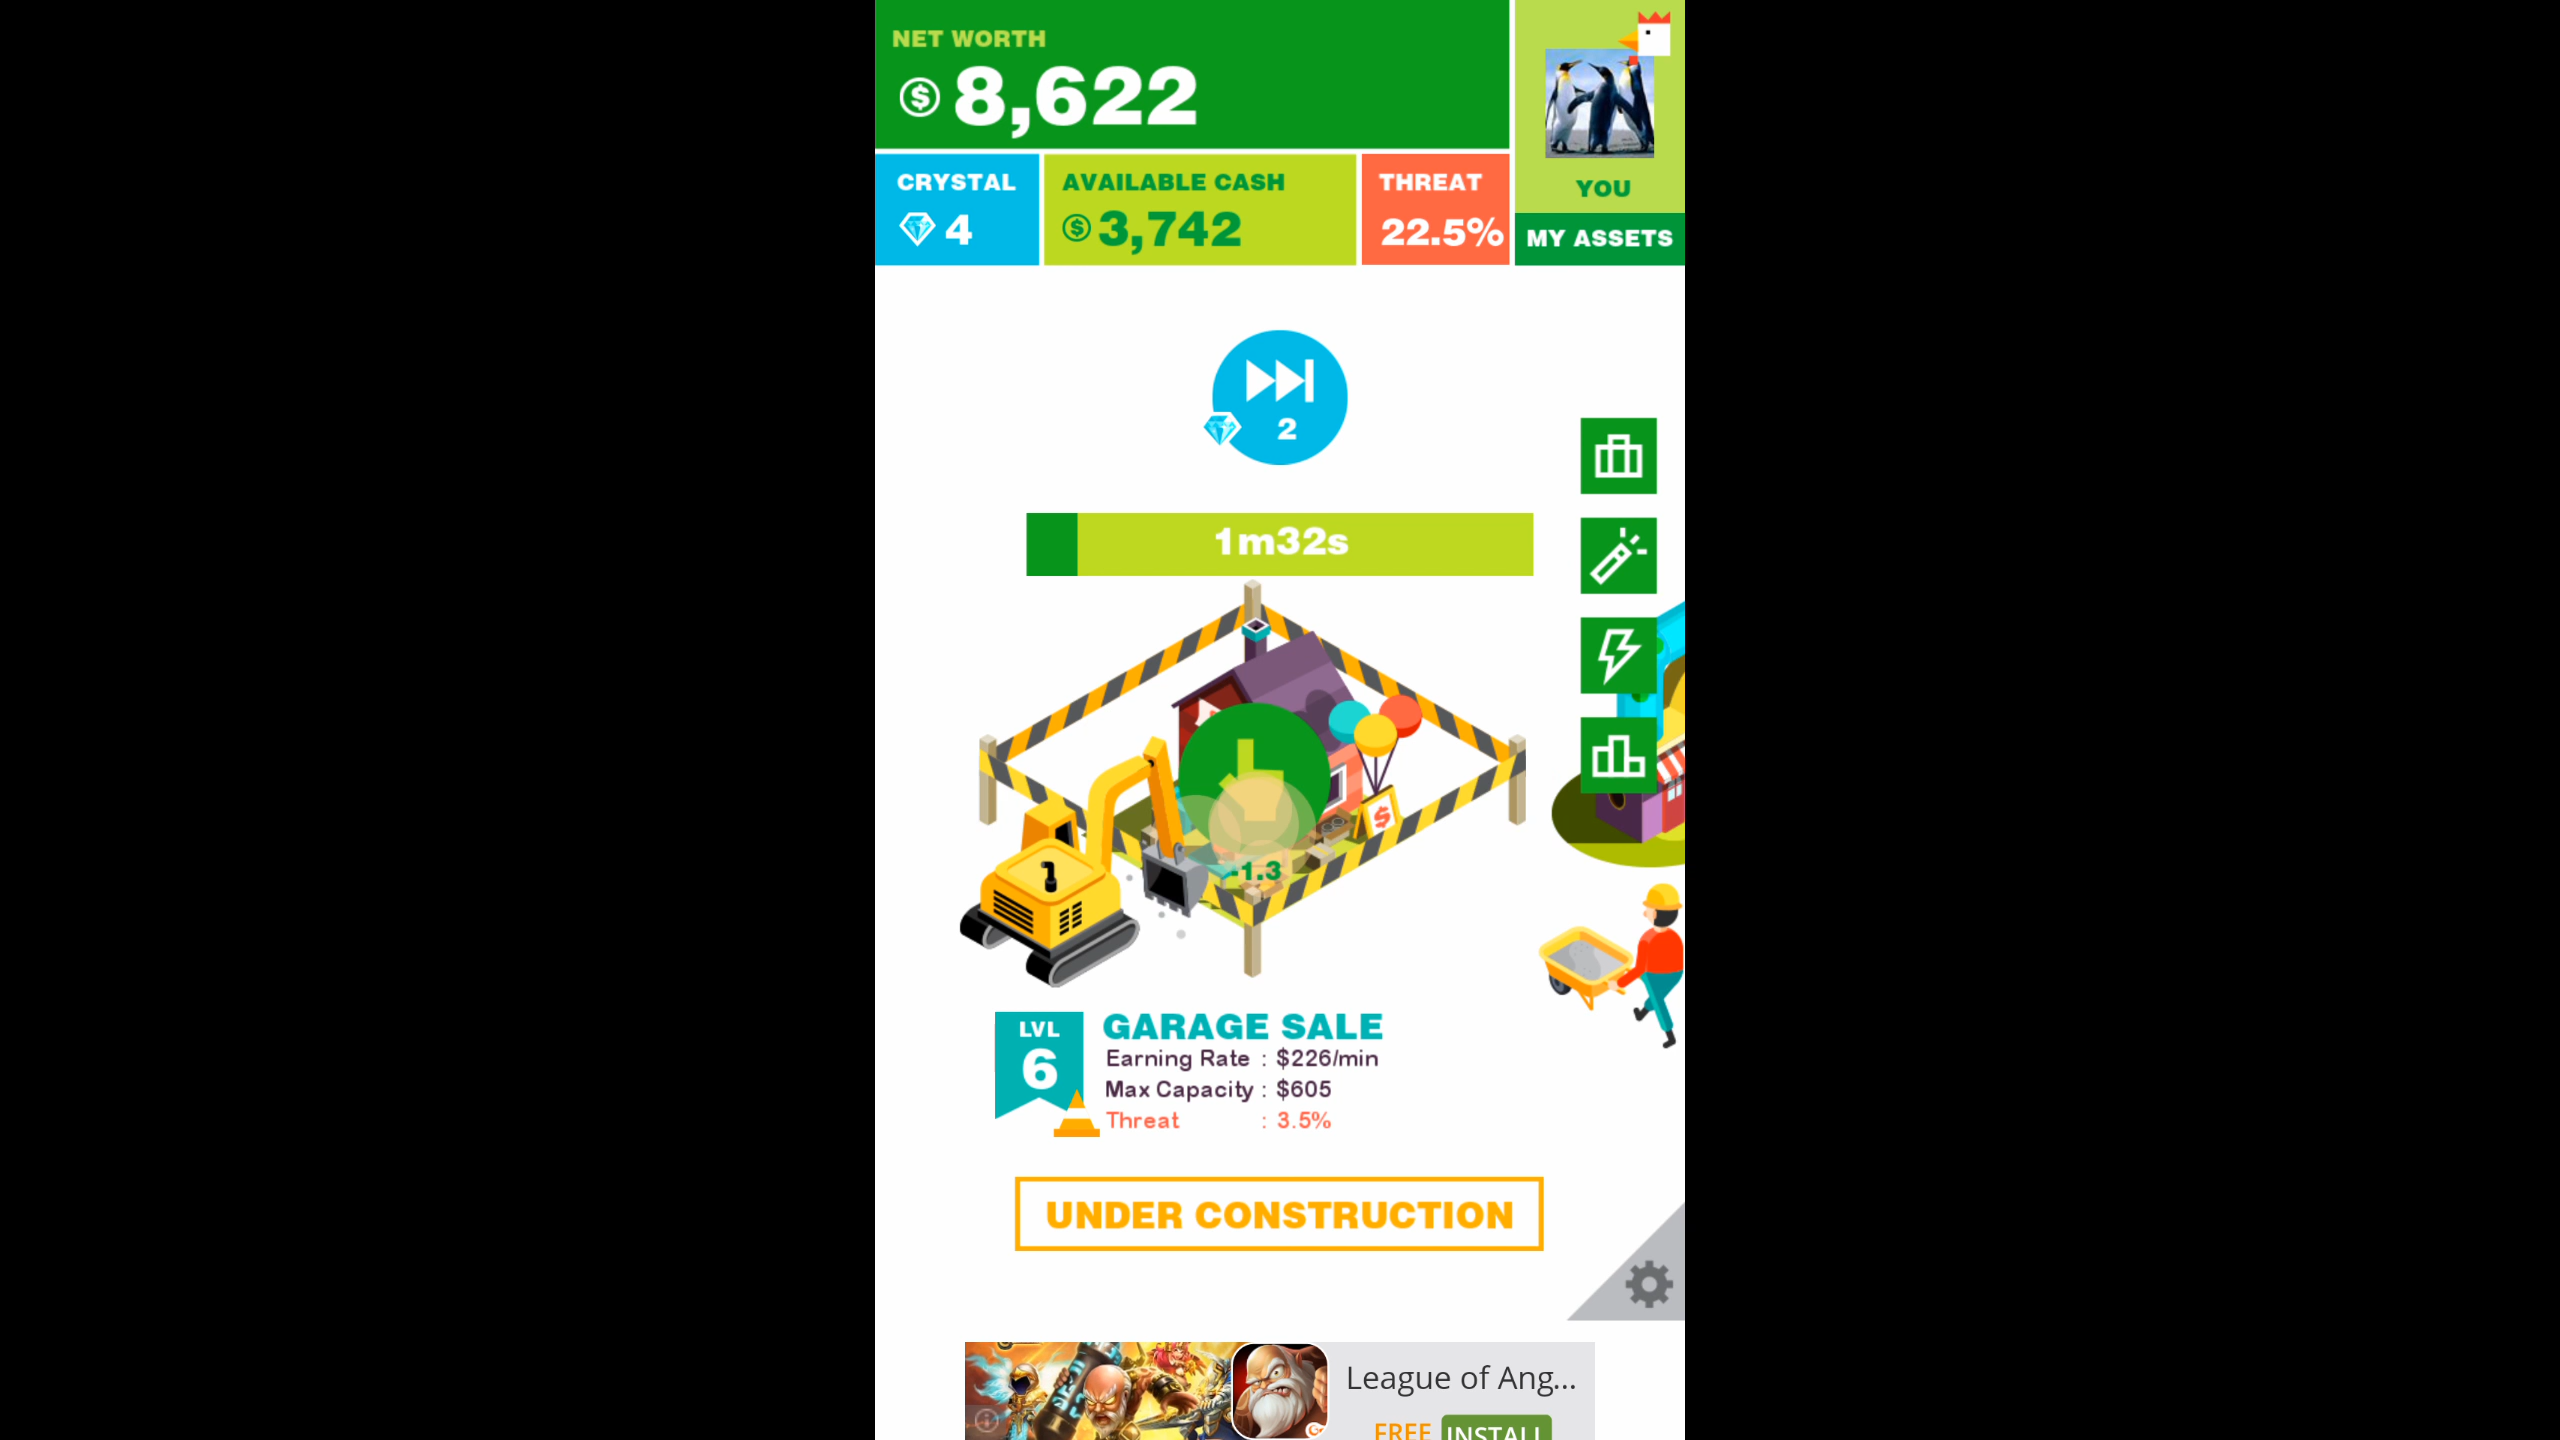 NET WORTH
8,622
CRYSTAL
4
AVAILABLE CASH
3,742
THREAT
22.5%
YOU
MY ASSETS
2
1m32s
-1.3
LVL
6
GARAGE SALE
Earning Rate : $226/min
Max Capacity : $605
Threat : 3.5%
UNDER CONSTRUCTION
League of Ang...
FREE INSTALL